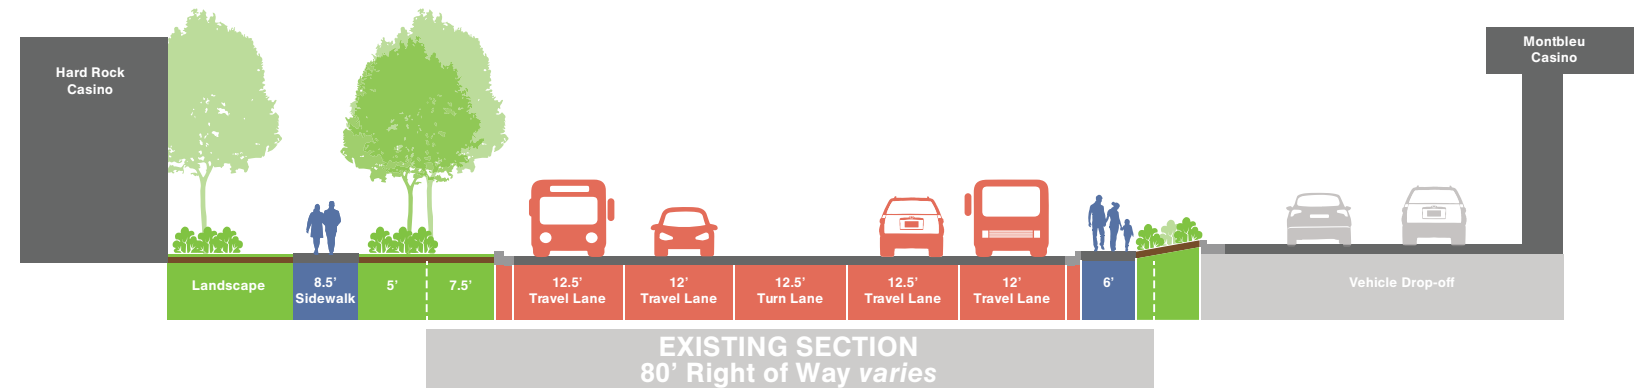 Hard Rock
Casino
Montbleu
Casino
Landscape
8.5’
Sidewalk
5’
7.5’
12.5’
Travel Lane
12’
Travel Lane
12.5’
Turn Lane
12.5’
Travel Lane
12’
Travel Lane
6’
Vehicle Drop-off
EXISTING SECTION
80’ Right of Way varies